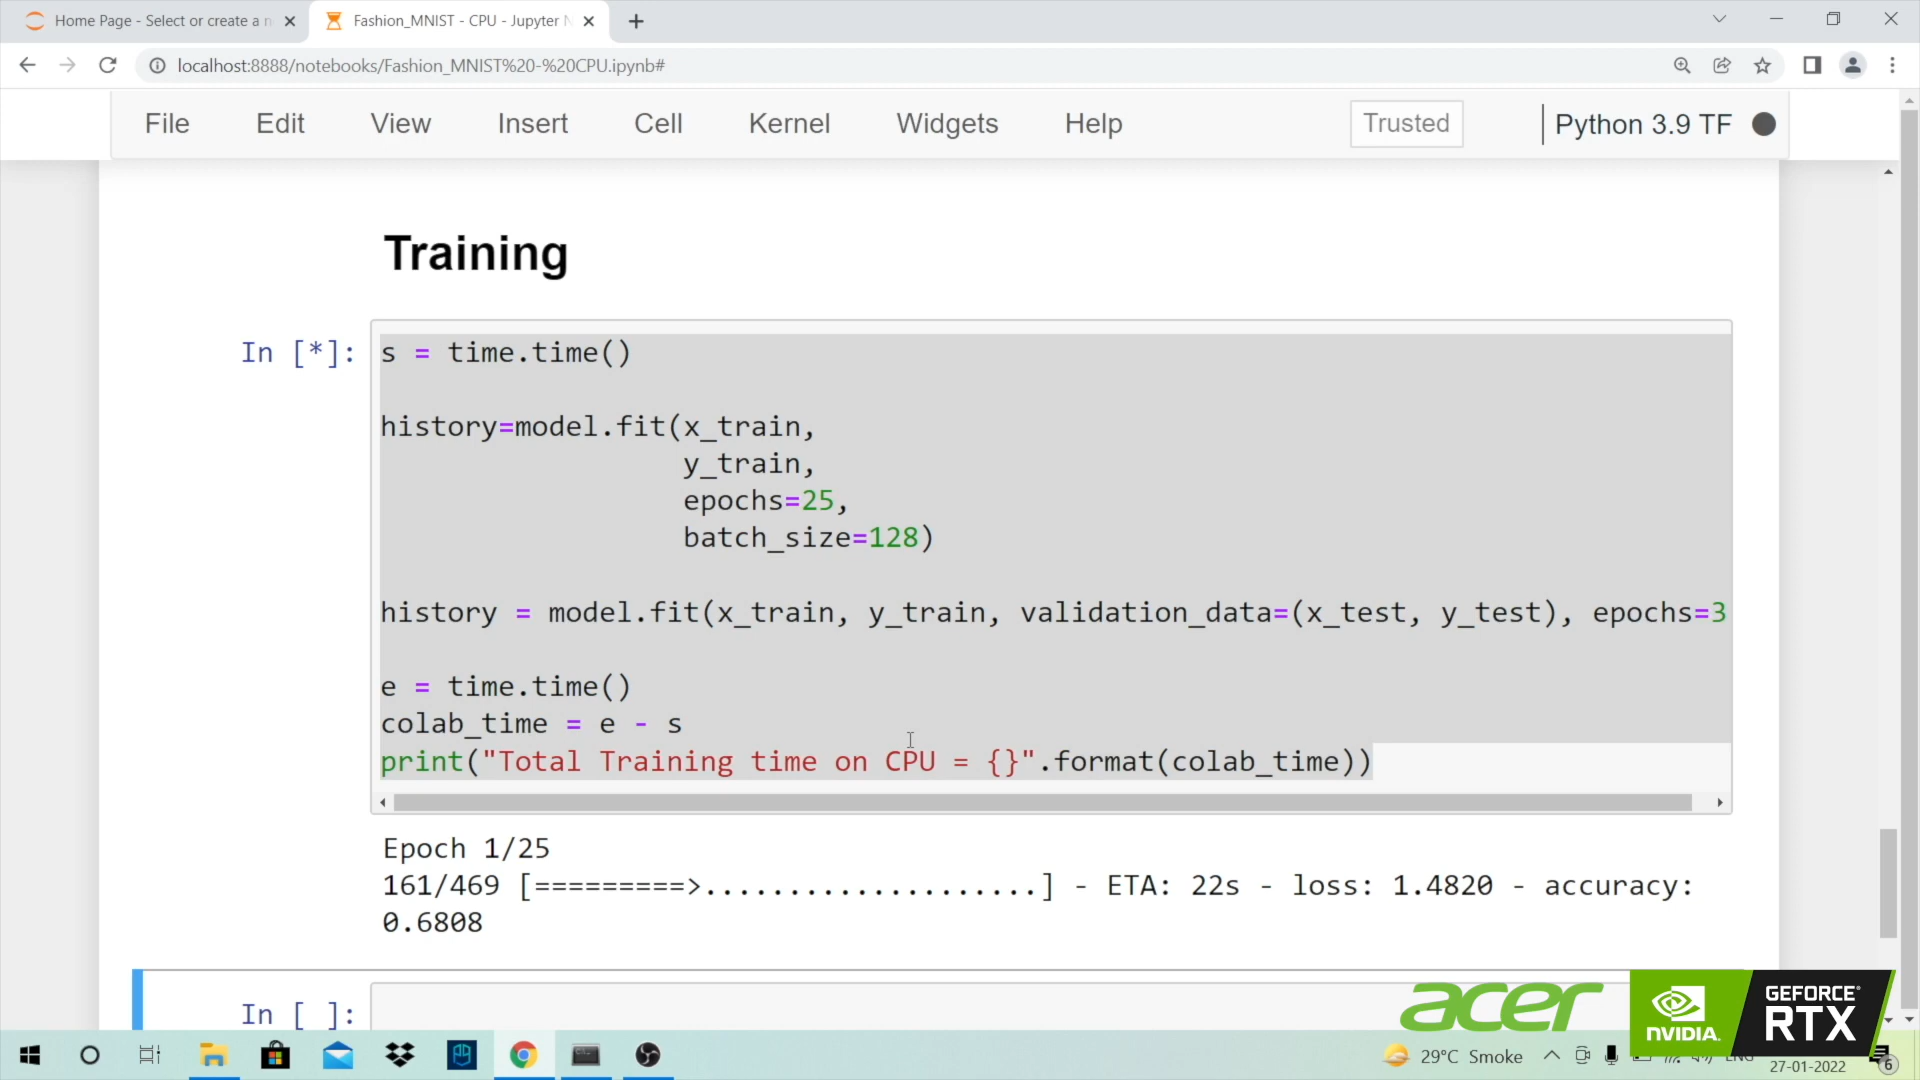 Home Page - Select or create a n
Fashion_MNIST - CPU - Jupyter N
localhost:8888/notebooks/Fashion_MNIST%20-%20CPU.ipynb#
File Edit View Insert Cell Kernel Widgets Help Trusted Python 3.9 TF
Training
In [*]:
s = time.time()
history=model.fit(x_train,
y_train,
epochs=25,
batch_size=128)
history = model.fit(x_train, y_train, validation_data=(x_test, y_test), epochs=3
e = time.time()
colab_time = e - s
print("Total Training time on CPU = {}".format(colab_time))
Epoch 1/25
161/469 [=========>....................] - ETA: 22s - loss: 1.4820 - accuracy:
0.6808
In [ ]:
acer
NVIDIA.
GEFORCE
RTX
29°C Smoke
ENG
27-01-2022
6